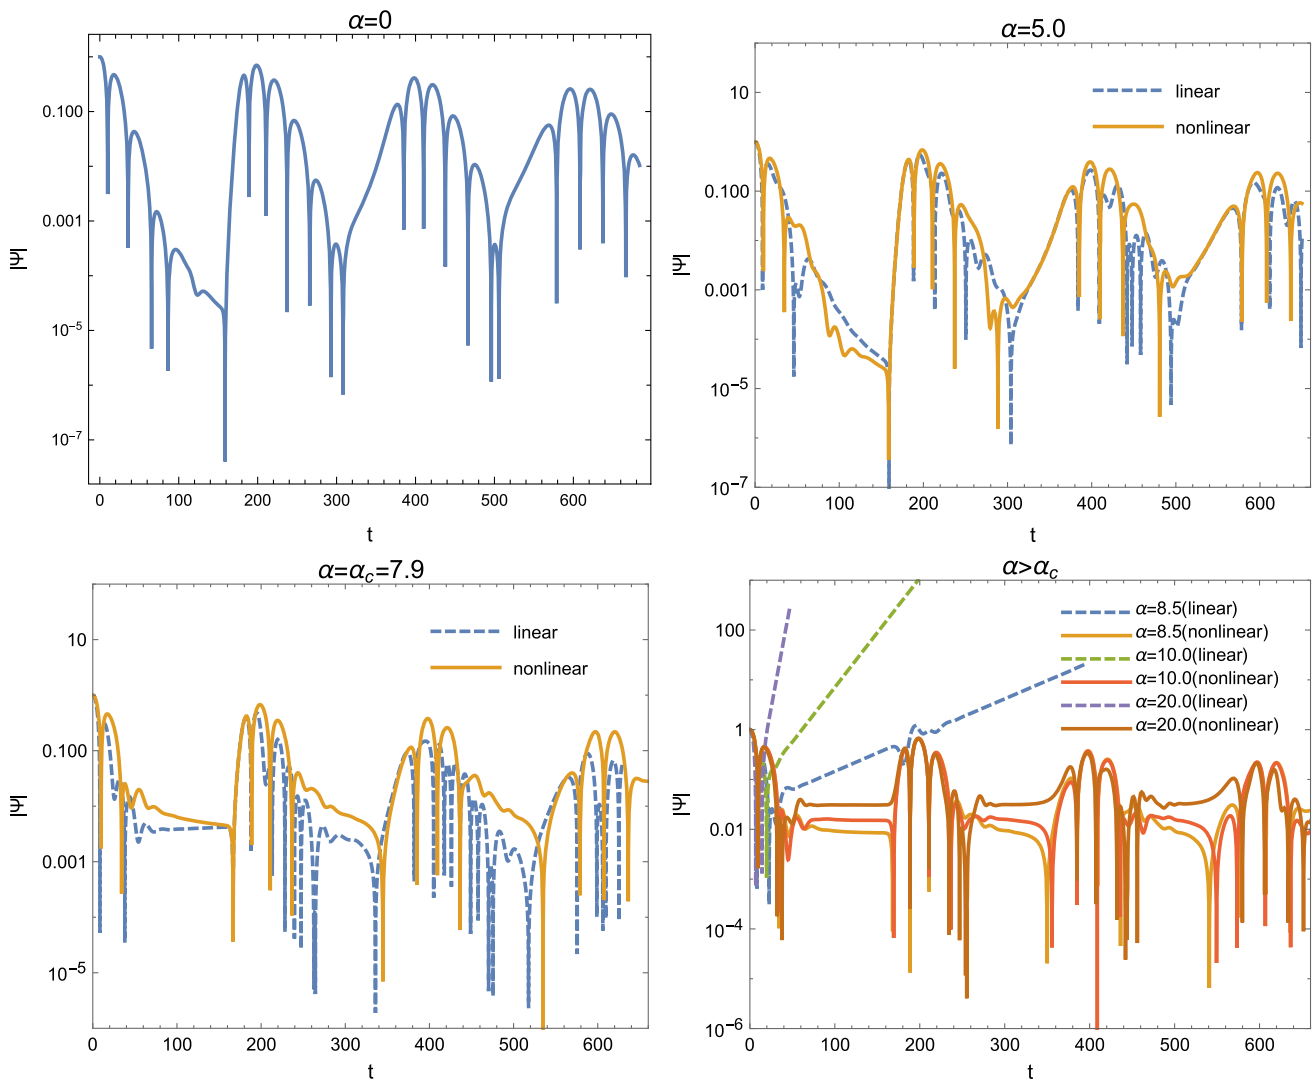 α=0
0.100
0.001
10⁻⁵
10⁻⁷
|Ψ|
0 100 200 300 400 500 600
t
α=5.0
10
0.100
0.001
10⁻⁵
10⁻⁷
|Ψ|
linear
nonlinear
0 100 200 300 400 500 600
t
α=α_c=7.9
10
0.100
0.001
10⁻⁵
|Ψ|
linear
nonlinear
0 100 200 300 400 500 600
t
α>α_c
100
1
0.01
10⁻⁴
10⁻⁶
|Ψ|
α=8.5(linear)
α=8.5(nonlinear)
α=10.0(linear)
α=10.0(nonlinear)
α=20.0(linear)
α=20.0(nonlinear)
0 100 200 300 400 500 600
t